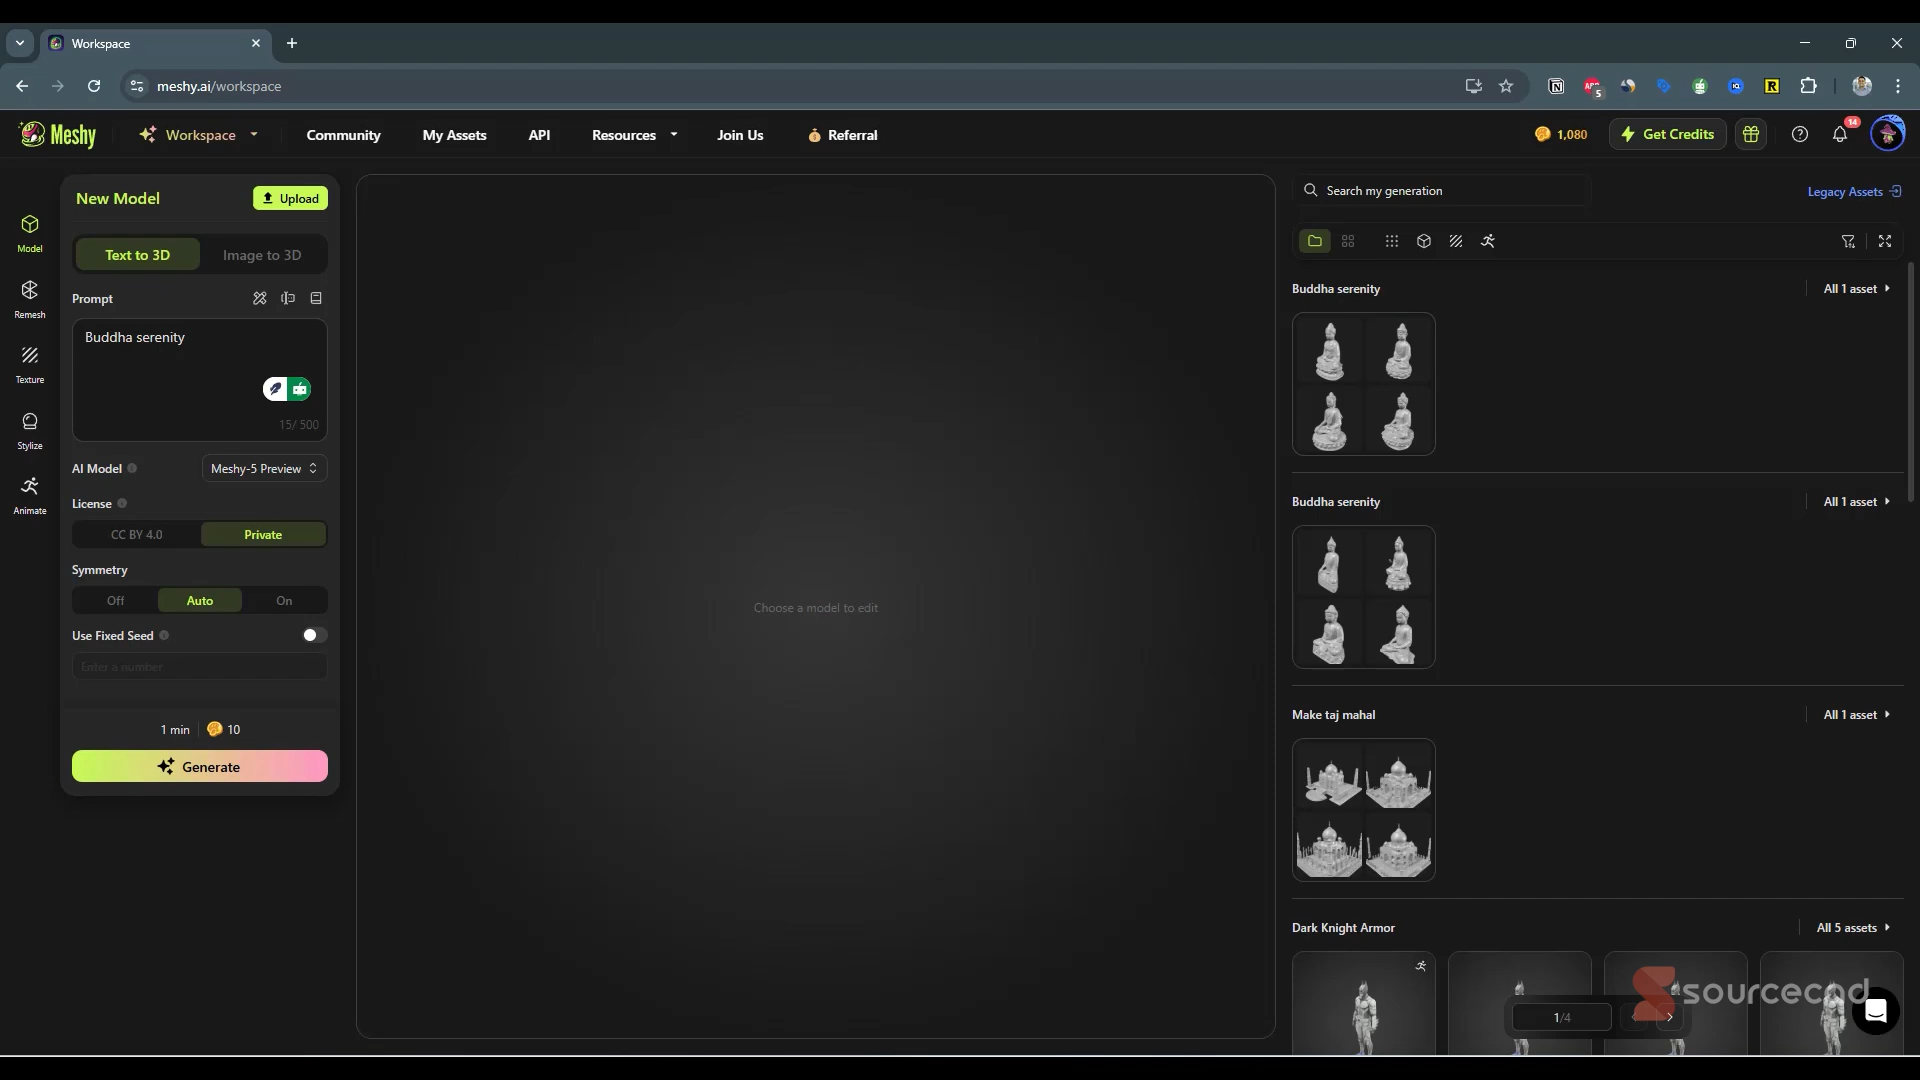 Workspace
meshy.ai/workspace
ABP
5
N
R
Meshy
Workspace
Community
My Assets
API
Resources
Join Us
Referral
1,080
Get Credits
14
New Model
Upload
Text to 3D
Image to 3D
Prompt
Buddha serenity
15/ 500
AI Model
Meshy-5 Preview
License
CC BY 4.0
Private
Symmetry
Off
Auto
On
Use Fixed Seed
Enter a number
1 min
10
Generate
Model
Remesh
Texture
Stylize
Animate
Choose a model to edit
Search my generation
Legacy Assets
Buddha serenity
All 1 asset
Buddha serenity
All 1 asset
Make taj mahal
All 1 asset
Dark Knight Armor
All 5 assets
1/4
sourcecad